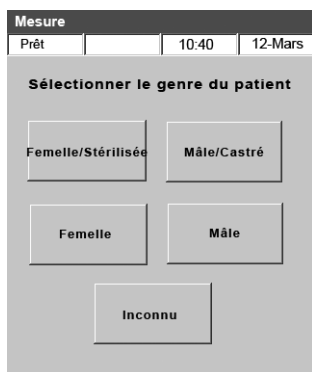 Mesure
Prêt 10:40 12-Mars
Sélectionner le genre du patient
Femelle/Stérilisée Mâle/Castré
Femelle Mâle
Inconnu